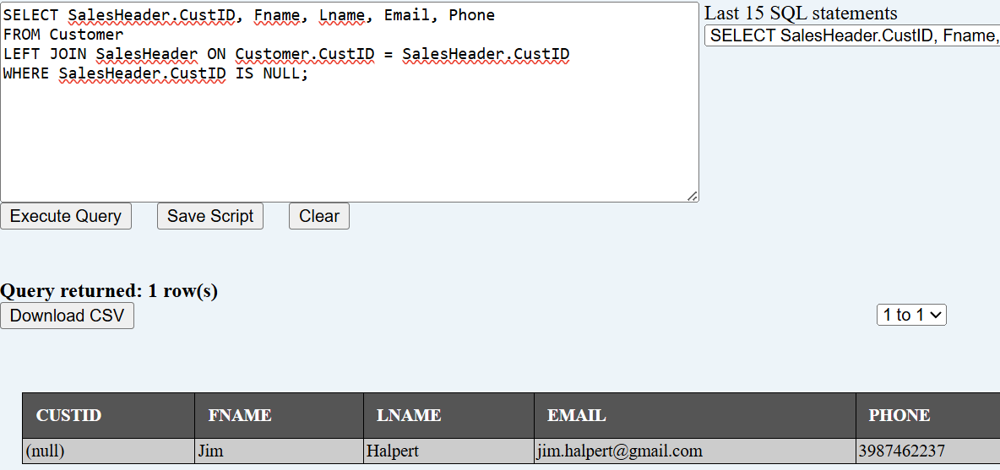 SELECT SalesHeader.CustID, Fname, Lname, Email, Phone
FROM Customer
LEFT JOIN SalesHeader ON Customer.CustID = SalesHeader.CustID
WHERE SalesHeader.CustID IS NULL;
Last 15 SQL statements
SELECT SalesHeader.CustID, Fname,
Execute Query Save Script Clear
Query returned: 1 row(s)
Download CSV 1 to 1
CUSTID FNAME LNAME EMAIL PHONE
(null) Jim Halpert jim.halpert@gmail.com 3987462237